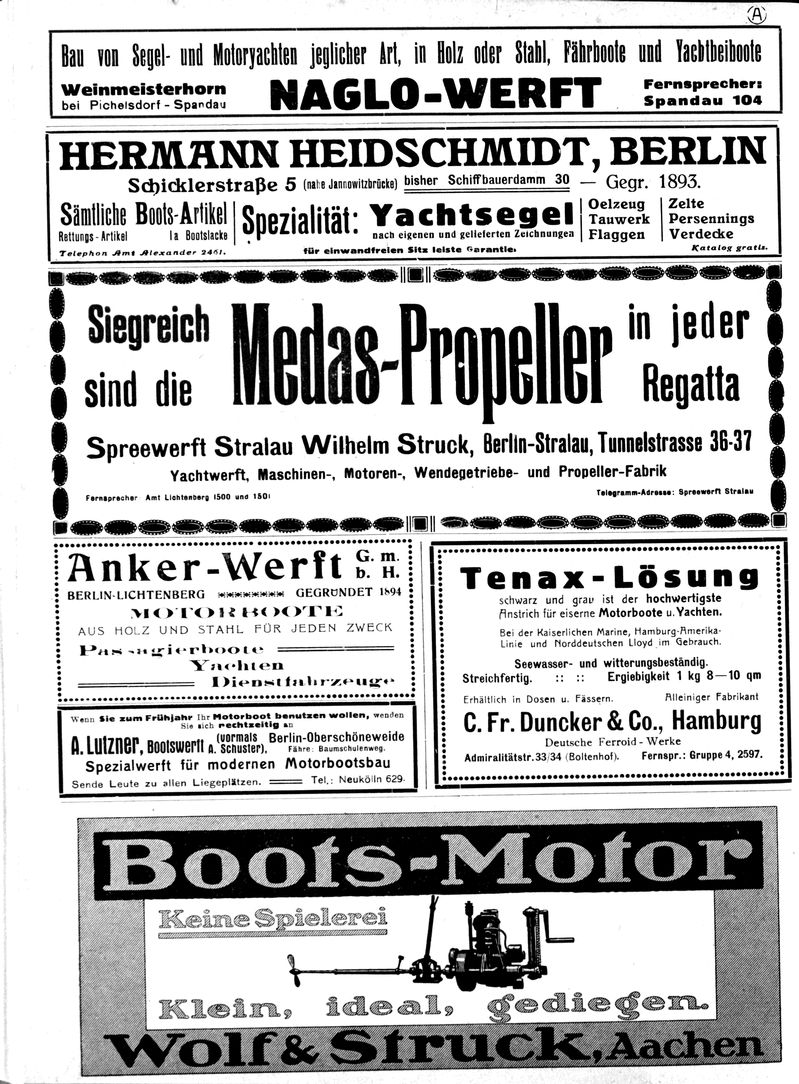 A
Bau von Segel- und Motoryachten jeglicher Art, in Holz oder Stahl, Fährboote und Yachtbeiboote
Weinmeisterhorn
bei Pichelsdorf - Spandau
NAGLO-WERFT
Fernsprecher:
Spandau 104
HERMANN HEIDSCHMIDT, BERLIN
Schicklerstraße 5 (nahe Jannowitzbrücke) bisher Schiffbauerdamm 30 — Gegr. 1893.
Sämtliche Boots-Artikel
Rettungs-Artikel Ia Bootslacke
Telephon Amt Alexander 2461.
Spezialität: Yachtsegel
nach eigenen und gelieferten Zeichnungen
für einwandfreien Sitz leiste Garantie.
Oelzeug
Tauwerk
Flaggen
Zelte
Persennings
Verdecke
Katalog gratis.
Siegreich
sind die
Medas-Propeller
in jeder
Regatta
Spreewerft Stralau Wilhelm Struck, Berlin-Stralau, Tunnelstrasse 36-37
Yachtwerft, Maschinen-, Motoren-, Wendegetriebe- und Propeller-Fabrik
Fernsprecher Amt Lichtenberg 1500 und 1501
Telegramm-Adresse: Spreewerft Stralau
Anker-Werft G. m. b. H.
BERLIN-LICHTENBERG ******** GEGRÜNDET 1894
MOTORBOOTE
AUS HOLZ UND STAHL FÜR JEDEN ZWECK
Passagierboote
Yachten
Dienstfahrzeuge
Wenn Sie zum Frühjahr Ihr Motorboot benutzen wollen, wenden
Sie sich rechtzeitig an
A. Lutzner, Bootswerft (vormals A. Schuster), Berlin-Oberschöneweide
Fähre: Baumschulenweg.
Spezialwerft für modernen Motorbootsbau
Sende Leute zu allen Liegeplätzen. Tel.: Neukölln 629.
Tenax-Lösung
schwarz und grau ist der hochwertigste
Anstrich für eiserne Motorboote u. Yachten.
Bei der Kaiserlichen Marine, Hamburg-Amerika-
Linie und Norddeutschen Lloyd im Gebrauch.
Seewasser- und witterungsbeständig.
Streichfertig. :: :: Ergiebigkeit 1 kg 8—10 qm
Erhältlich in Dosen u. Fässern. Alleiniger Fabrikant
C. Fr. Duncker & Co., Hamburg
Deutsche Ferroid-Werke
Admiralitätstr. 33/34 (Boltenhof). Fernspr.: Gruppe 4, 2597.
Boots-Motor
Keine Spielerei
Klein, ideal, gediegen.
Wolf & Struck, Aachen